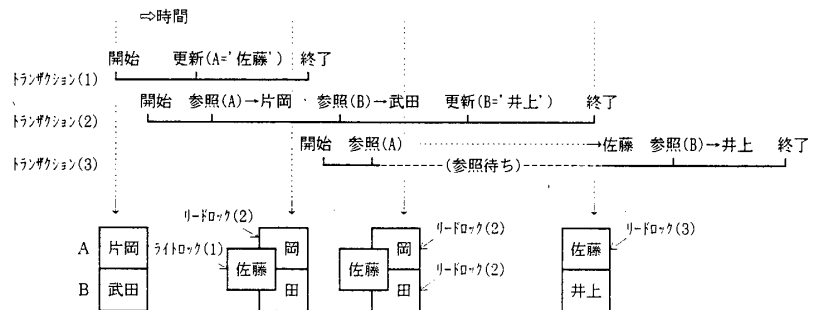 ⇨時間
開始 更新(A='佐藤') 終了
トランザクション(1)
開始 参照(A)→片岡 参照(B)→武田 更新(B='井上') 終了
トランザクション(2)
開始 参照(A) →佐藤 参照(B)→井上 終了
トランザクション(3)
(参照待ち)
リードロック(2)
ライトロック(1)
A 片岡
B 武田
佐藤
岡
田
佐藤
岡
田
リードロック(2)
リードロック(2)
佐藤
井上
リードロック(3)